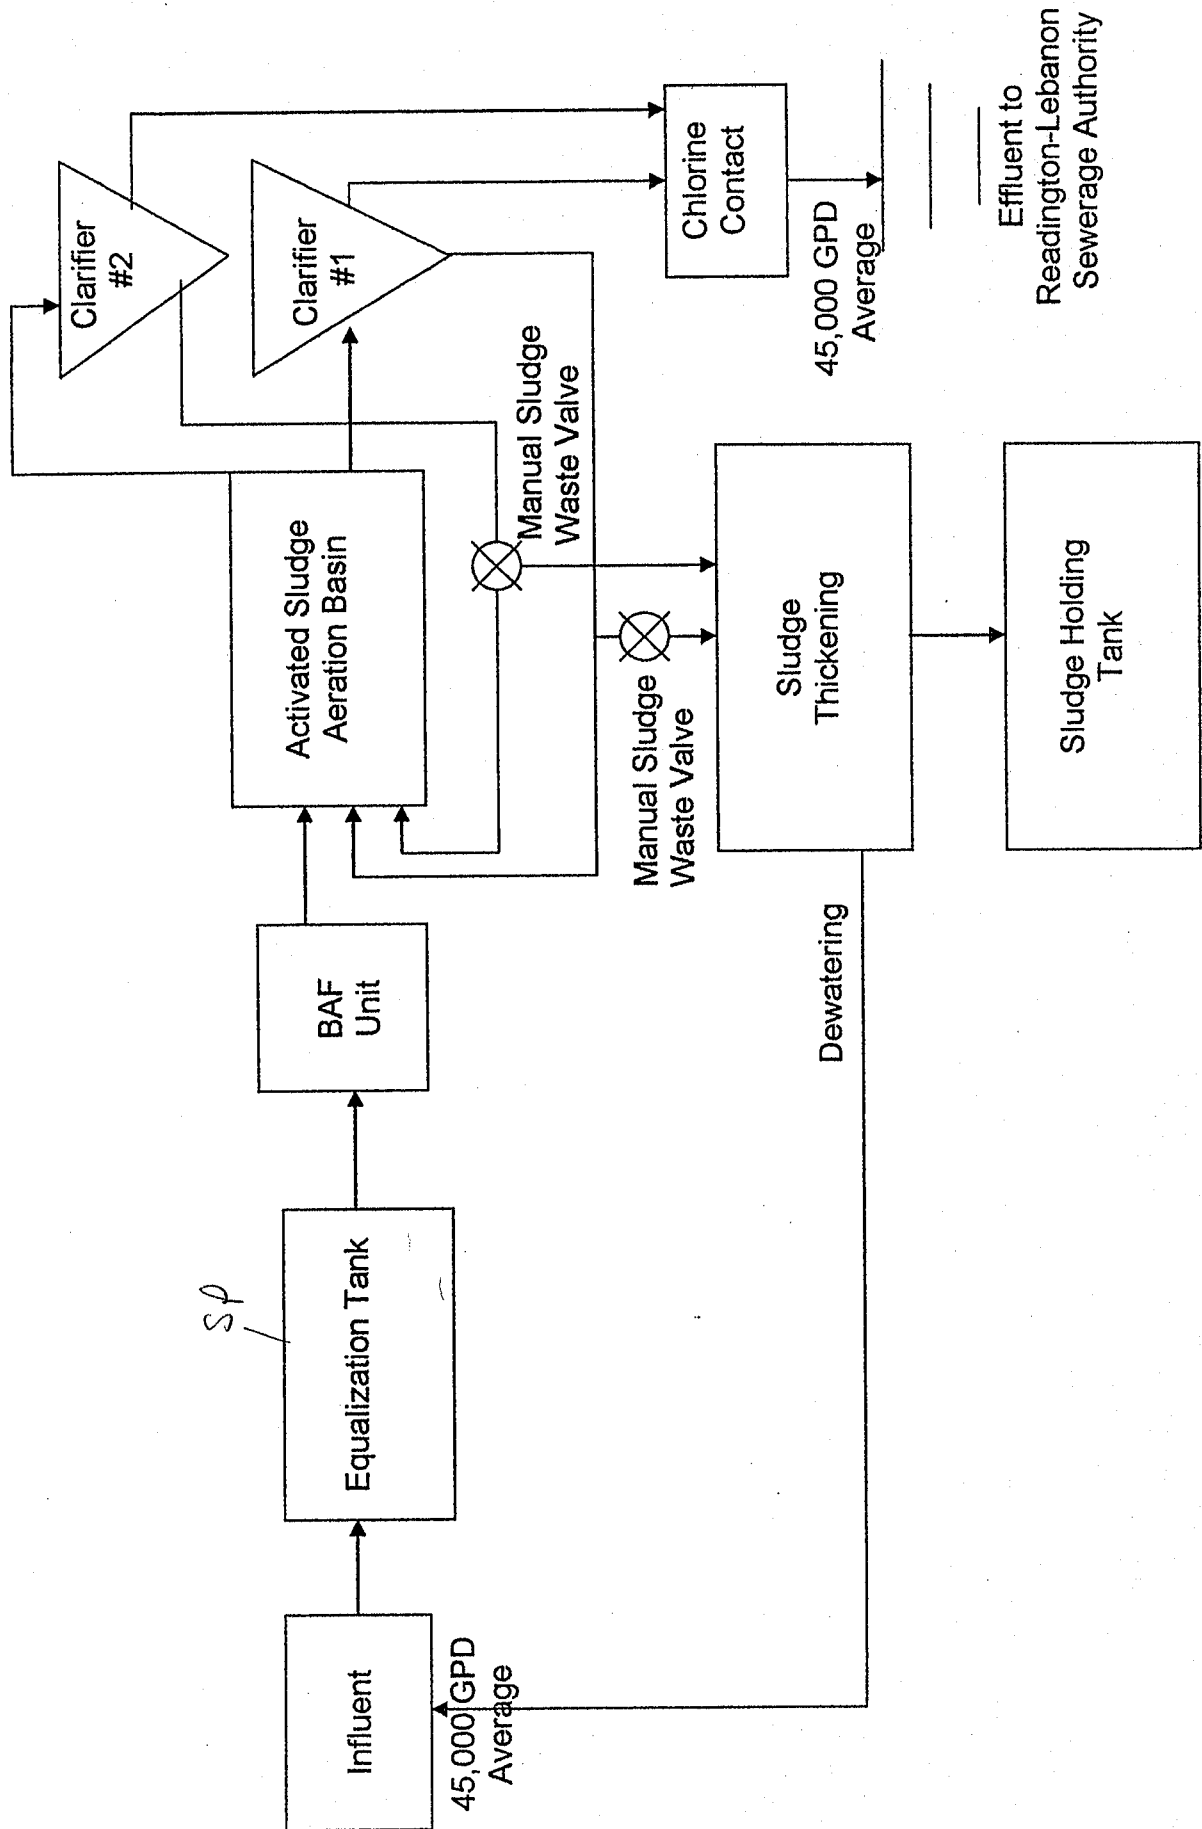 Influent
45,000 GPD
Average
SP
Equalization Tank
BAF
Unit
Activated Sludge
Aeration Basin
Clarifier
#2
Clarifier
#1
Manual Sludge
Waste Valve
Manual Sludge
Waste Valve
Chlorine
Contact
45,000 GPD
Average
Effluent to
Readington-Lebanon
Sewerage Authority
Dewatering
Sludge
Thickening
Sludge Holding
Tank